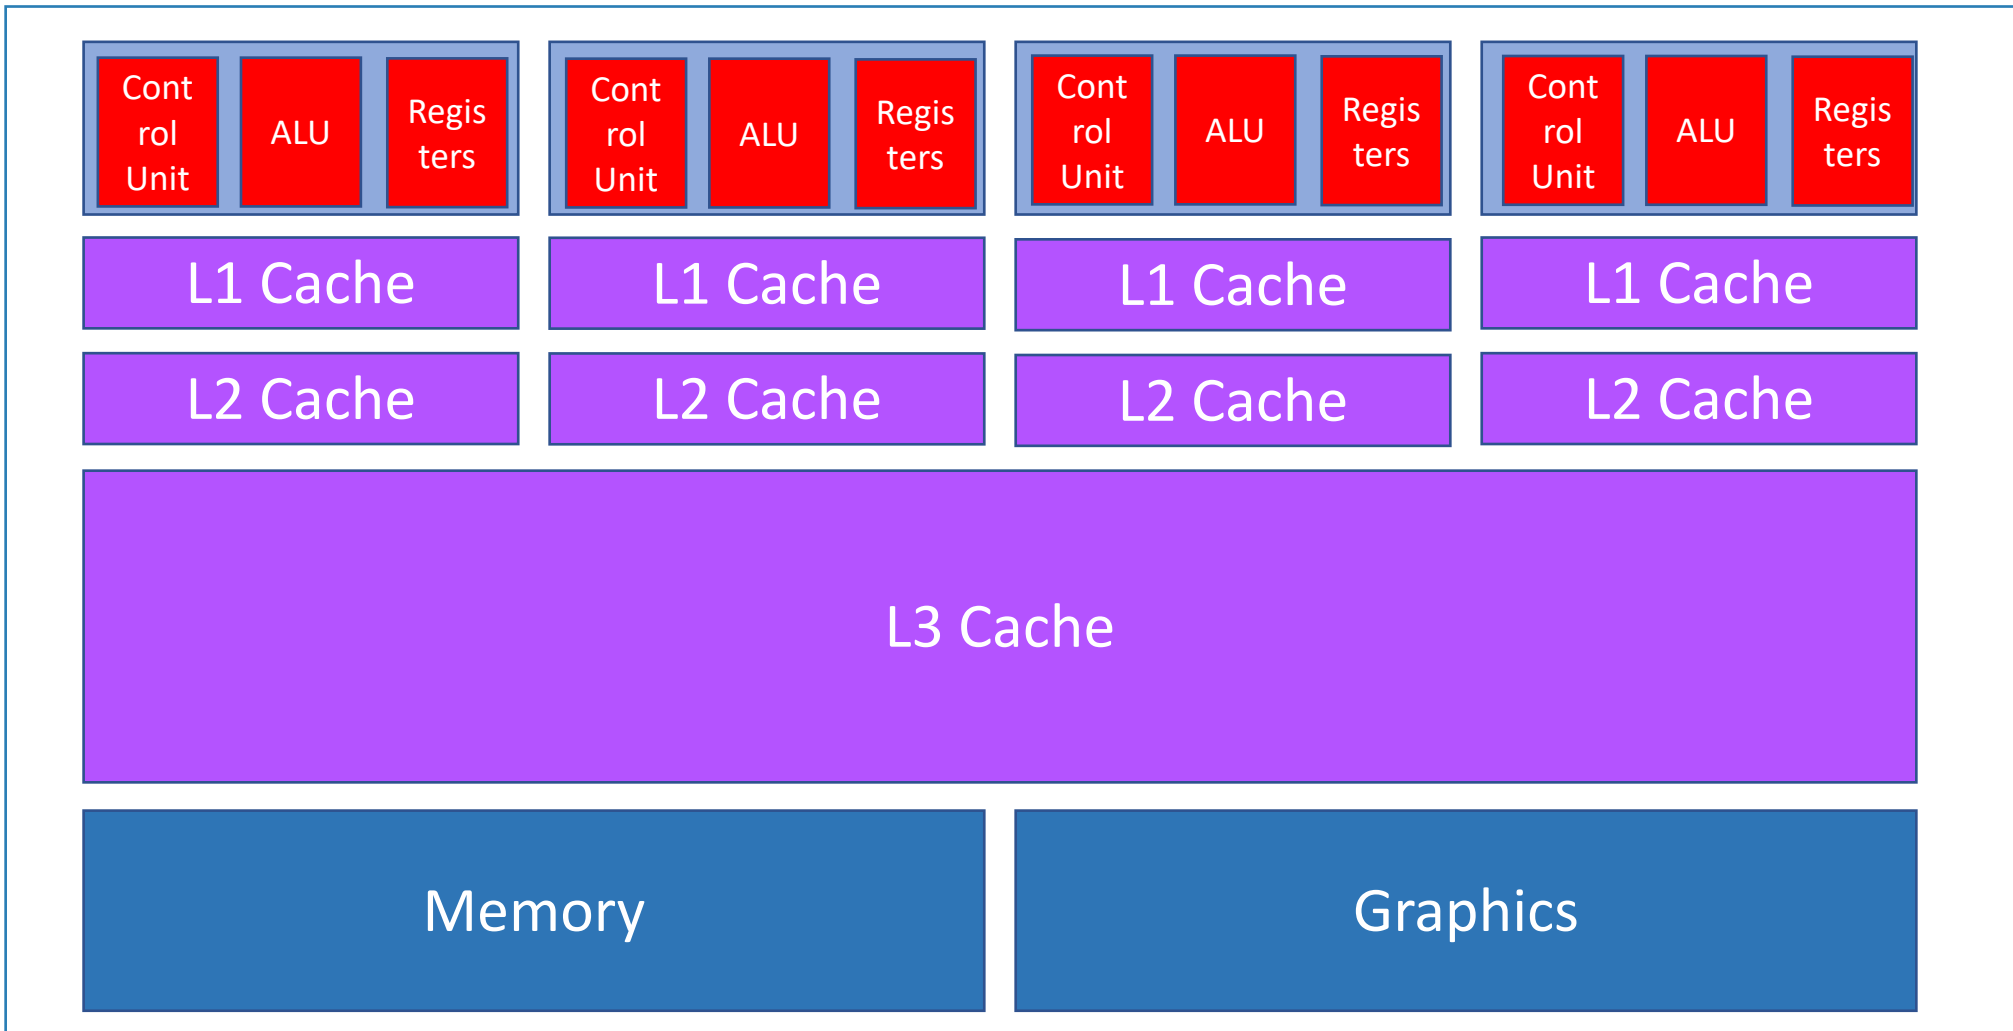 Cont
rol
Unit
ALU
Regis
ters
Cont
rol
Unit
ALU
Regis
ters
Cont
rol
Unit
ALU
Regis
ters
Cont
rol
Unit
ALU
Regis
ters
L1 Cache
L1 Cache
L1 Cache
L1 Cache
L2 Cache
L2 Cache
L2 Cache
L2 Cache
L3 Cache
Memory
Graphics